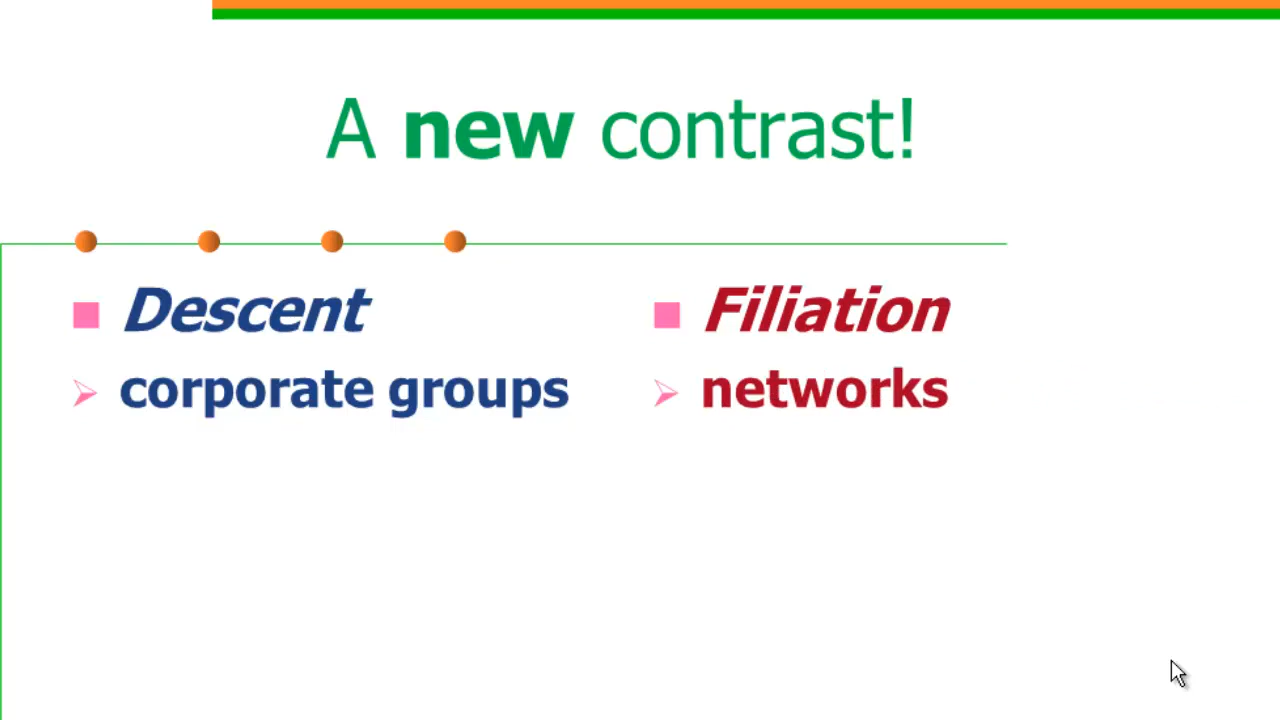 A new contrast!
Descent
corporate groups
Filiation
networks